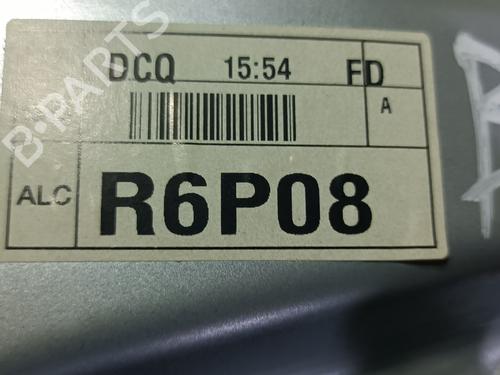 DCQ 15:54 FD
A
ALC R6P08
B-PARTS